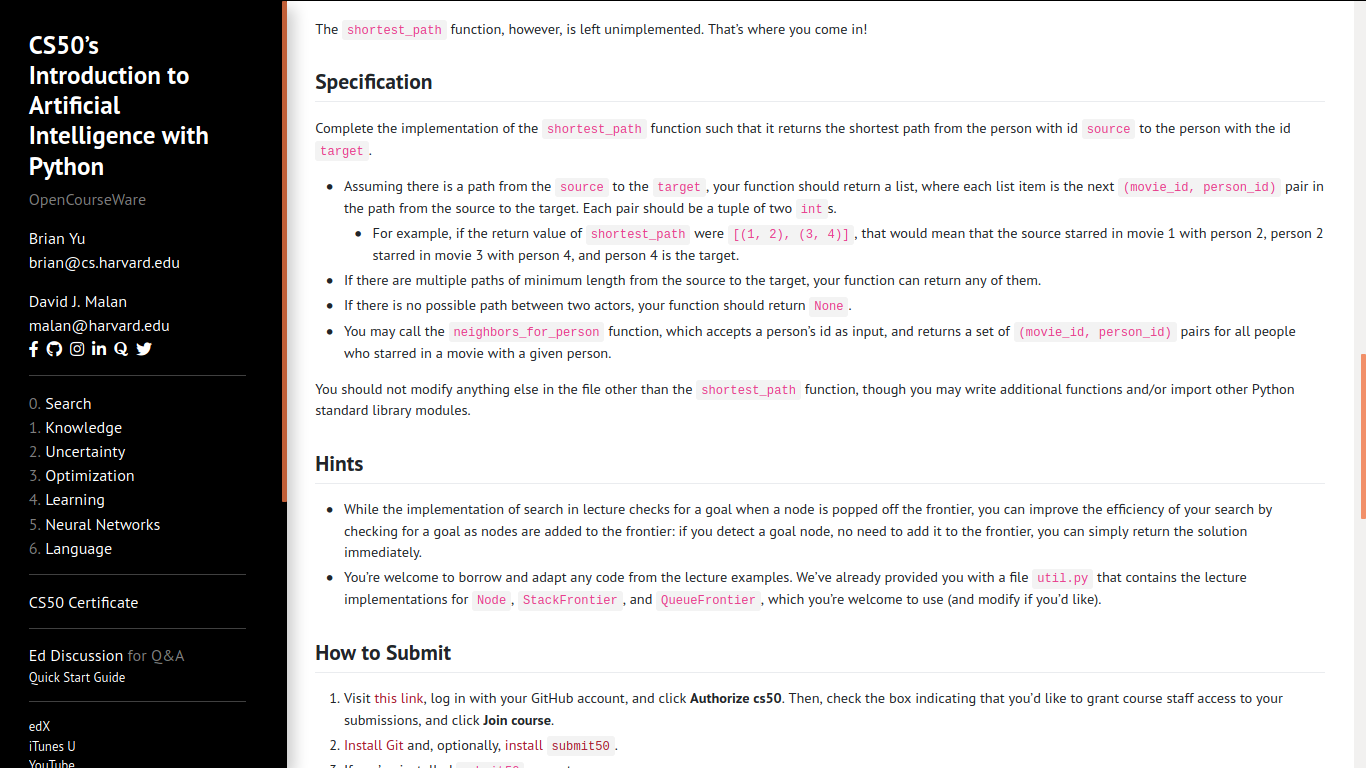 CS50’s
Introduction to
Artificial
Intelligence with
Python
OpenCourseWare
Brian Yu
brian@cs.harvard.edu
David J. Malan
malan@harvard.edu
0. Search
1. Knowledge
2. Uncertainty
3. Optimization
4. Learning
5. Neural Networks
6. Language
CS50 Certificate
Ed Discussion for Q&A
Quick Start Guide
edX
iTunes U
YouTube
The shortest_path function, however, is left unimplemented. That’s where you come in!
Specification
Complete the implementation of the shortest_path function such that it returns the shortest path from the person with id source to the person with the id
target .
• Assuming there is a path from the source to the target , your function should return a list, where each list item is the next (movie_id, person_id) pair in
the path from the source to the target. Each pair should be a tuple of two int s.
• For example, if the return value of shortest_path were [(1, 2), (3, 4)] , that would mean that the source starred in movie 1 with person 2, person 2
starred in movie 3 with person 4, and person 4 is the target.
• If there are multiple paths of minimum length from the source to the target, your function can return any of them.
• If there is no possible path between two actors, your function should return None .
• You may call the neighbors_for_person function, which accepts a person’s id as input, and returns a set of (movie_id, person_id) pairs for all people
who starred in a movie with a given person.
You should not modify anything else in the file other than the shortest_path function, though you may write additional functions and/or import other Python
standard library modules.
Hints
• While the implementation of search in lecture checks for a goal when a node is popped off the frontier, you can improve the efficiency of your search by
checking for a goal as nodes are added to the frontier: if you detect a goal node, no need to add it to the frontier, you can simply return the solution
immediately.
• You’re welcome to borrow and adapt any code from the lecture examples. We’ve already provided you with a file util.py that contains the lecture
implementations for Node , StackFrontier , and QueueFrontier , which you’re welcome to use (and modify if you’d like).
How to Submit
1. Visit this link, log in with your GitHub account, and click Authorize cs50. Then, check the box indicating that you’d like to grant course staff access to your
submissions, and click Join course.
2. Install Git and, optionally, install submit50 .